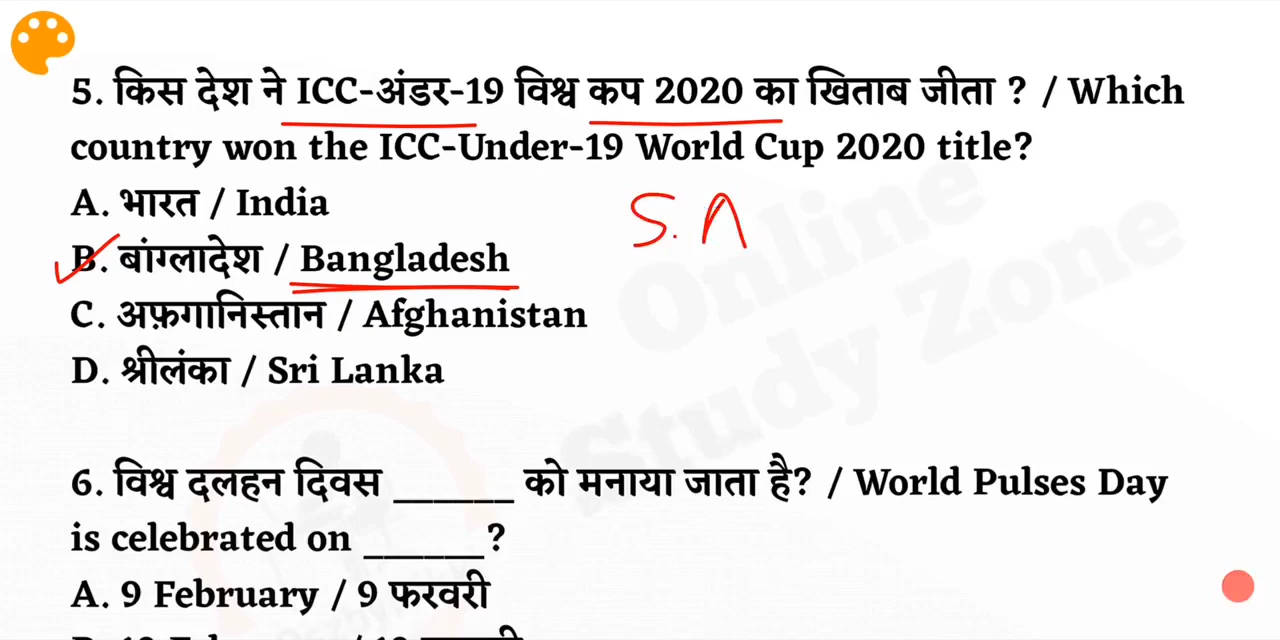 5. किस देश ने ICC-अंडर-19 विश्व कप 2020 का खिताब जीता ? / Which
country won the ICC-Under-19 World Cup 2020 title?
A. भारत / India
S. A
B. बांग्लादेश / Bangladesh
C. अफ़गानिस्तान / Afghanistan
D. श्रीलंका / Sri Lanka
Online
Study Zone
6. विश्व दलहन दिवस ______ को मनाया जाता है? / World Pulses Day
is celebrated on ______?
A. 9 February / 9 फरवरी